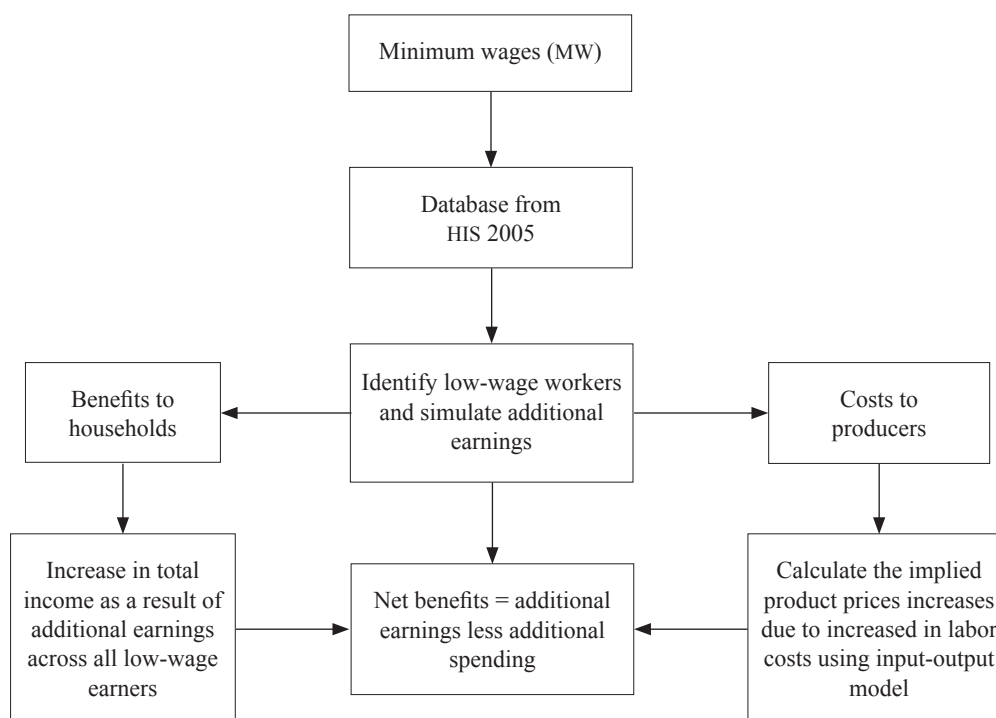 Minimum wages (MW)
Database from
HIS 2005
Identify low-wage workers
and simulate additional
earnings
Benefits to
households
Costs to
producers
Increase in total
income as a result of
additional earnings
across all low-wage
earners
Net benefits = additional
earnings less additional
spending
Calculate the implied
product prices increases
due to increased in labor
costs using input-output
model